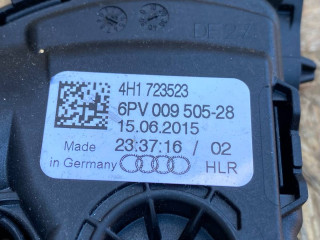 4H1 723523
6PV 009 505-28
15.06.2015
Made 23:37:16 / 02
in Germany HLR